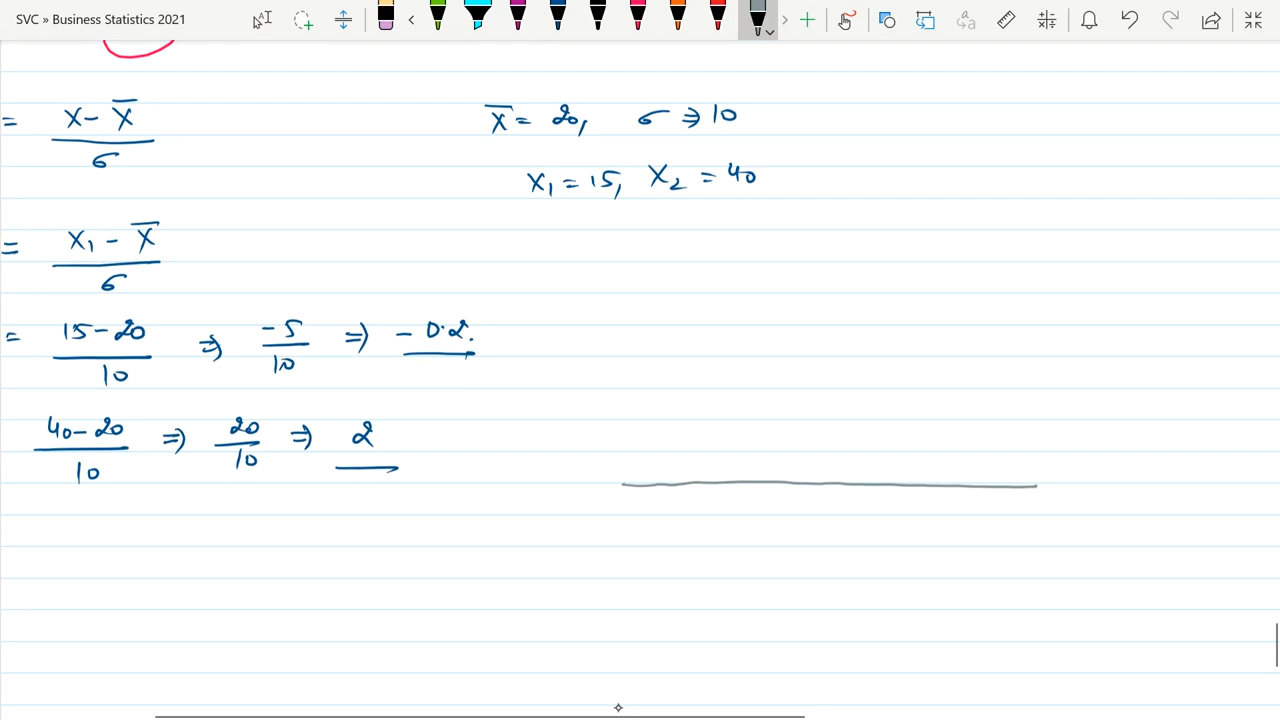 SVC » Business Statistics 2021
= X - X̅ / σ
X̅ = 20, σ ⇒ 10
X₁ = 15, X₂ = 40
= X₁ - X̅ / σ
= 15 - 20 / 10 ⇒ -5 / 10 ⇒ - 0.2.
40 - 20 / 10 ⇒ 20 / 10 ⇒ 2